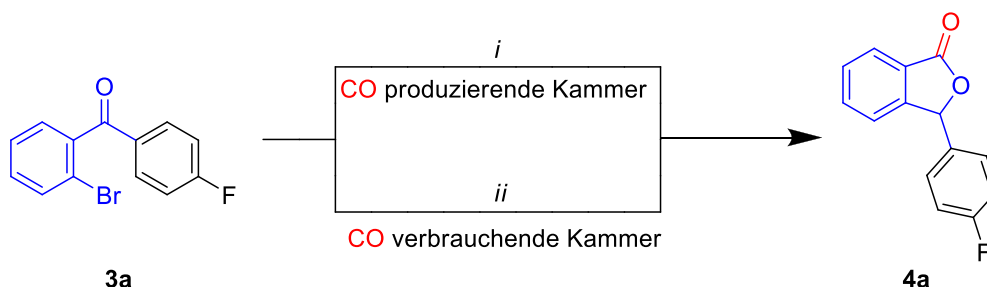 i
CO produzierende Kammer
ii
CO verbrauchende Kammer
O
Br
F
3a
O
O
F
4a